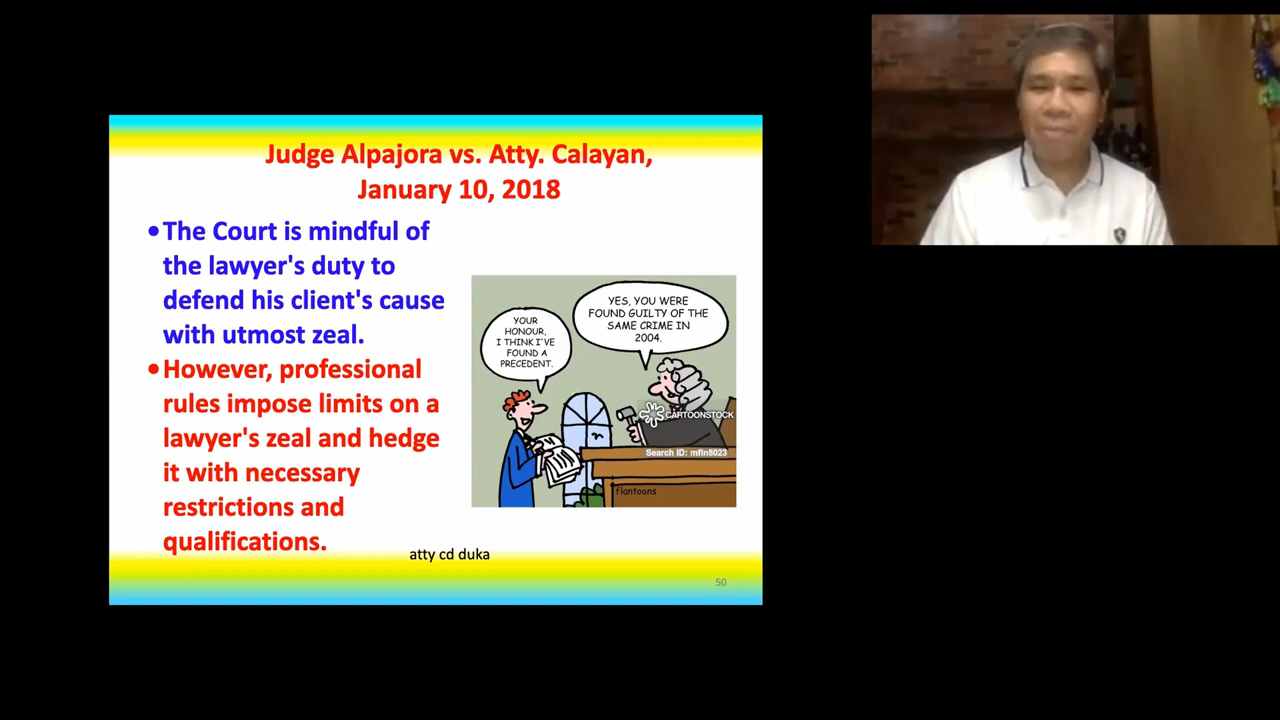 Judge Alpajora vs. Atty. Calayan,
January 10, 2018
•The Court is mindful of
the lawyer's duty to
defend his client's cause
with utmost zeal.
•However, professional
rules impose limits on a
lawyer's zeal and hedge
it with necessary
restrictions and
qualifications.
YOUR
HONOUR,
I THINK I'VE
FOUND A
PRECEDENT.
YES, YOU WERE
FOUND GUILTY OF THE
SAME CRIME IN
2004.
CARTOONSTOCK
Search ID: mfin8023
flantoons
atty cd duka
50